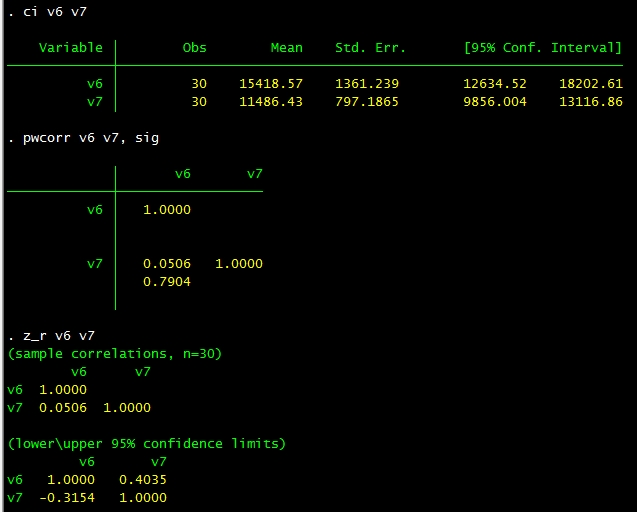 . ci v6 v7
Variable Obs Mean Std. Err. [95% Conf. Interval]
v6 30 15418.57 1361.239 12634.52 18202.61
v7 30 11486.43 797.1865 9856.004 13116.86
. pwcorr v6 v7, sig
v6 v7
v6 1.0000
v7 0.0506 1.0000
0.7904
. z_r v6 v7
(sample correlations, n=30)
v6 v7
v6 1.0000
v7 0.0506 1.0000
(lower\upper 95% confidence limits)
v6 v7
v6 1.0000 0.4035
v7 -0.3154 1.0000